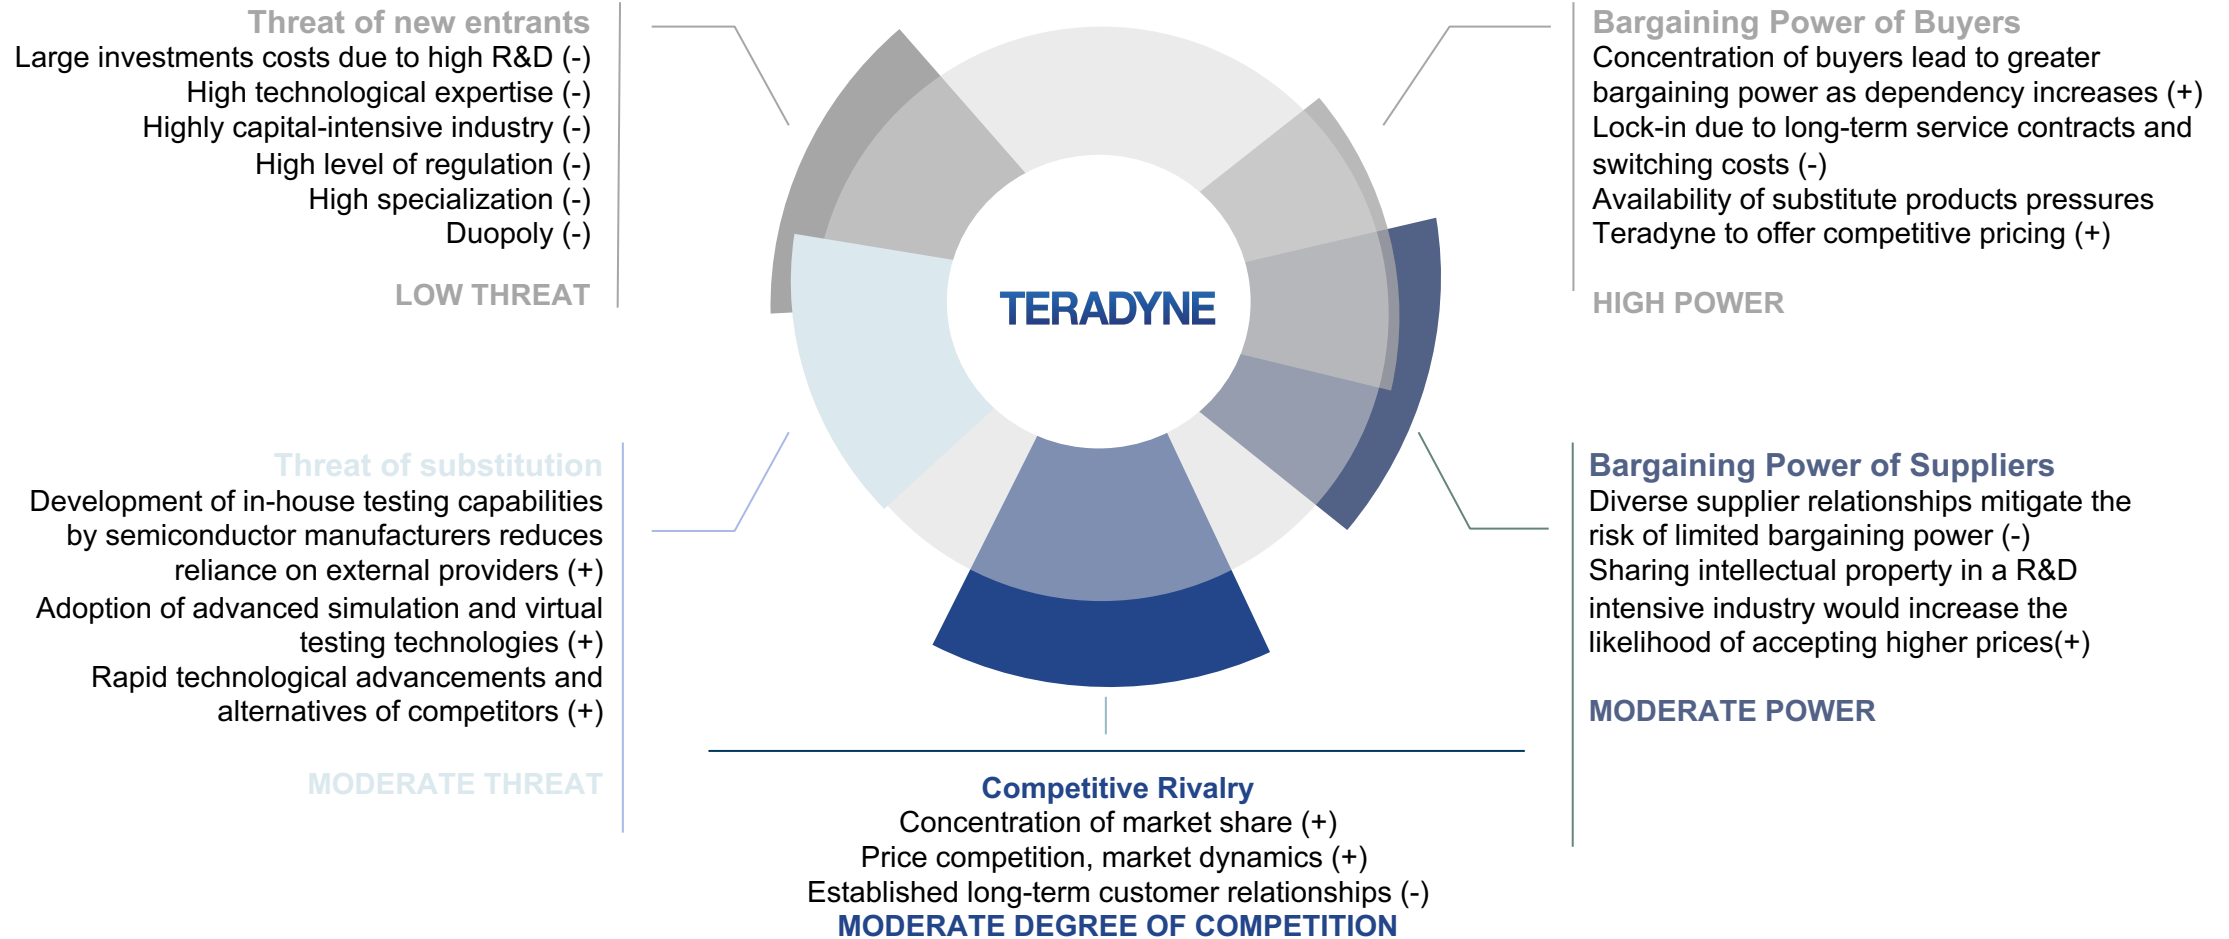 Threat of new entrants
Large investments costs due to high R&D (-)
High technological expertise (-)
Highly capital-intensive industry (-)
High level of regulation (-)
High specialization (-)
Duopoly (-)
LOW THREAT
Bargaining Power of Buyers
Concentration of buyers lead to greater
bargaining power as dependency increases (+)
Lock-in due to long-term service contracts and
switching costs (-)
Availability of substitute products pressures
Teradyne to offer competitive pricing (+)
HIGH POWER
TERADYNE
Threat of substitution
Development of in-house testing capabilities
by semiconductor manufacturers reduces
reliance on external providers (+)
Adoption of advanced simulation and virtual
testing technologies (+)
Rapid technological advancements and
alternatives of competitors (+)
MODERATE THREAT
Bargaining Power of Suppliers
Diverse supplier relationships mitigate the
risk of limited bargaining power (-)
Sharing intellectual property in a R&D
intensive industry would increase the
likelihood of accepting higher prices(+)
MODERATE POWER
Competitive Rivalry
Concentration of market share (+)
Price competition, market dynamics (+)
Established long-term customer relationships (-)
MODERATE DEGREE OF COMPETITION